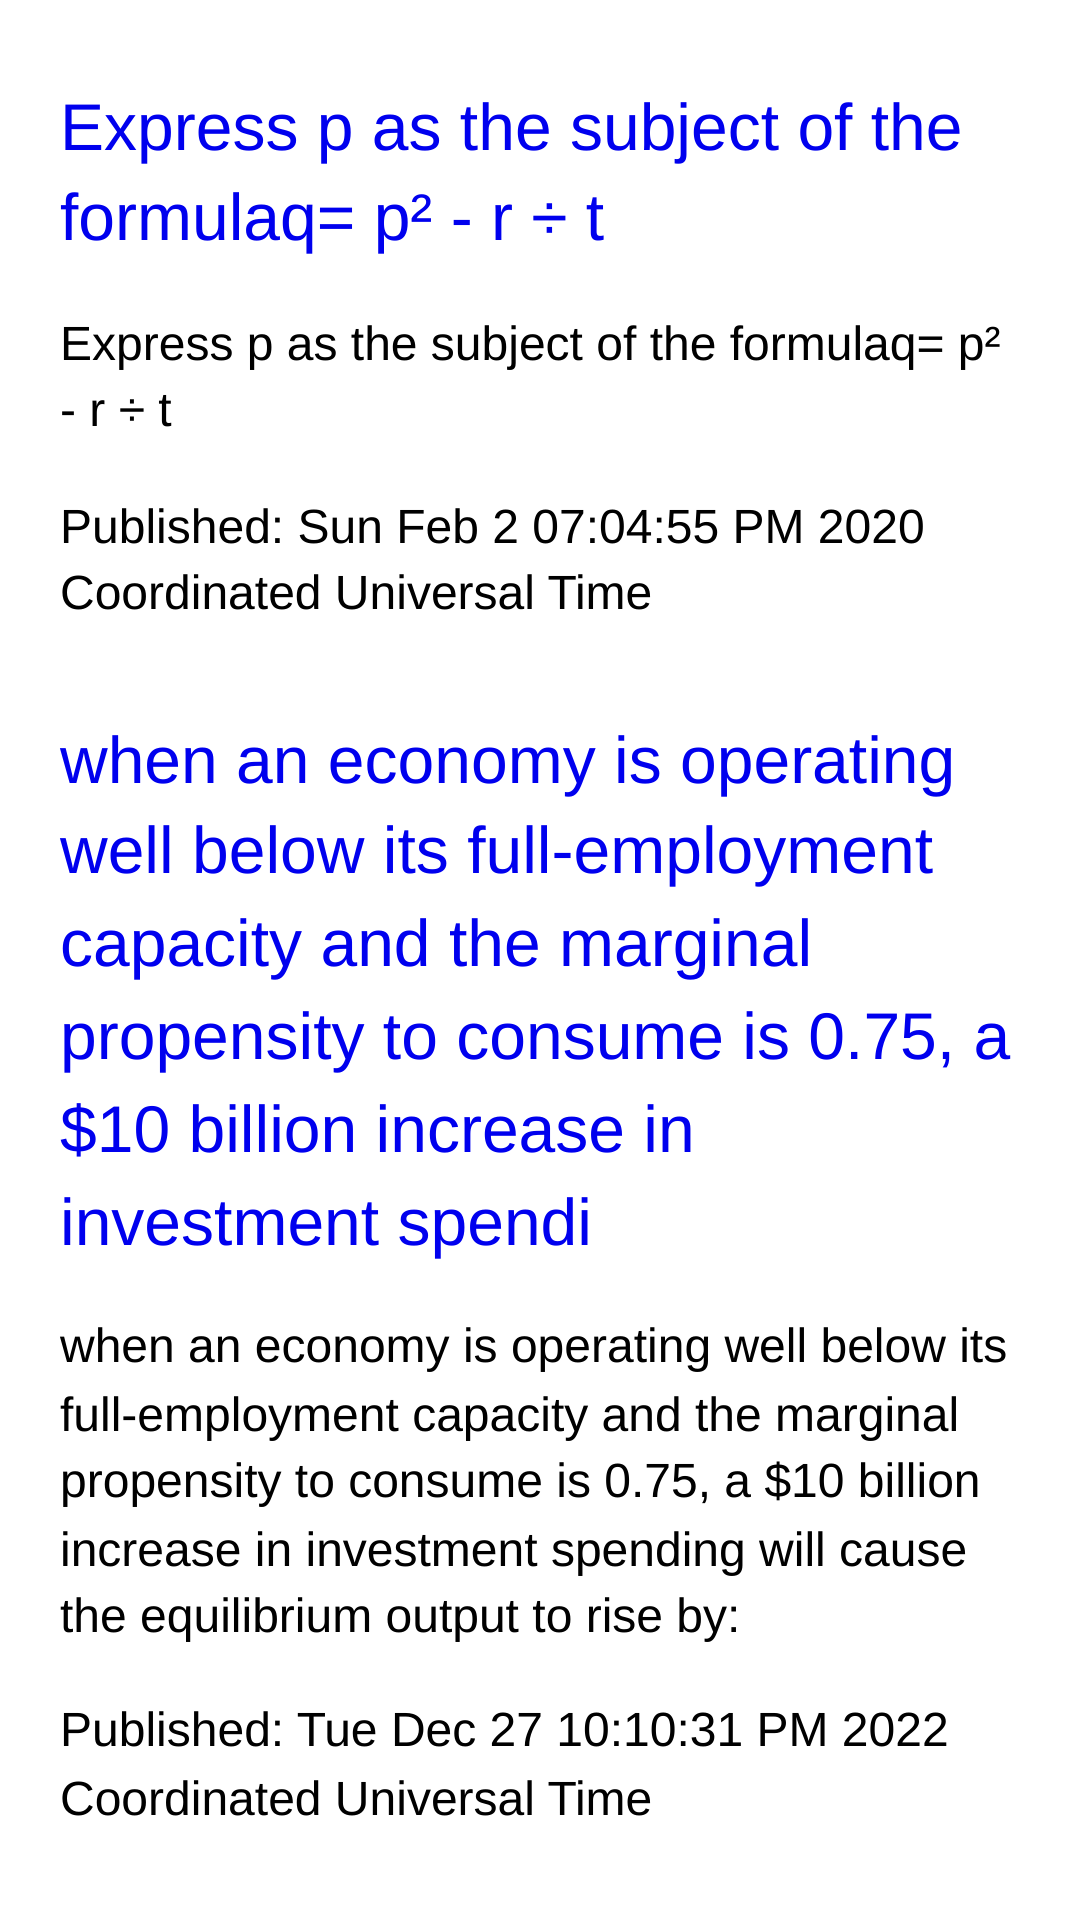 Express p as the subject of the
formulaq= p² - r ÷ t
Express p as the subject of the formulaq= p²
- r ÷ t
Published: Sun Feb 2 07:04:55 PM 2020
Coordinated Universal Time
when an economy is operating
well below its full-employment
capacity and the marginal
propensity to consume is 0.75, a
$10 billion increase in
investment spendi
when an economy is operating well below its
full-employment capacity and the marginal
propensity to consume is 0.75, a $10 billion
increase in investment spending will cause
the equilibrium output to rise by:
Published: Tue Dec 27 10:10:31 PM 2022
Coordinated Universal Time